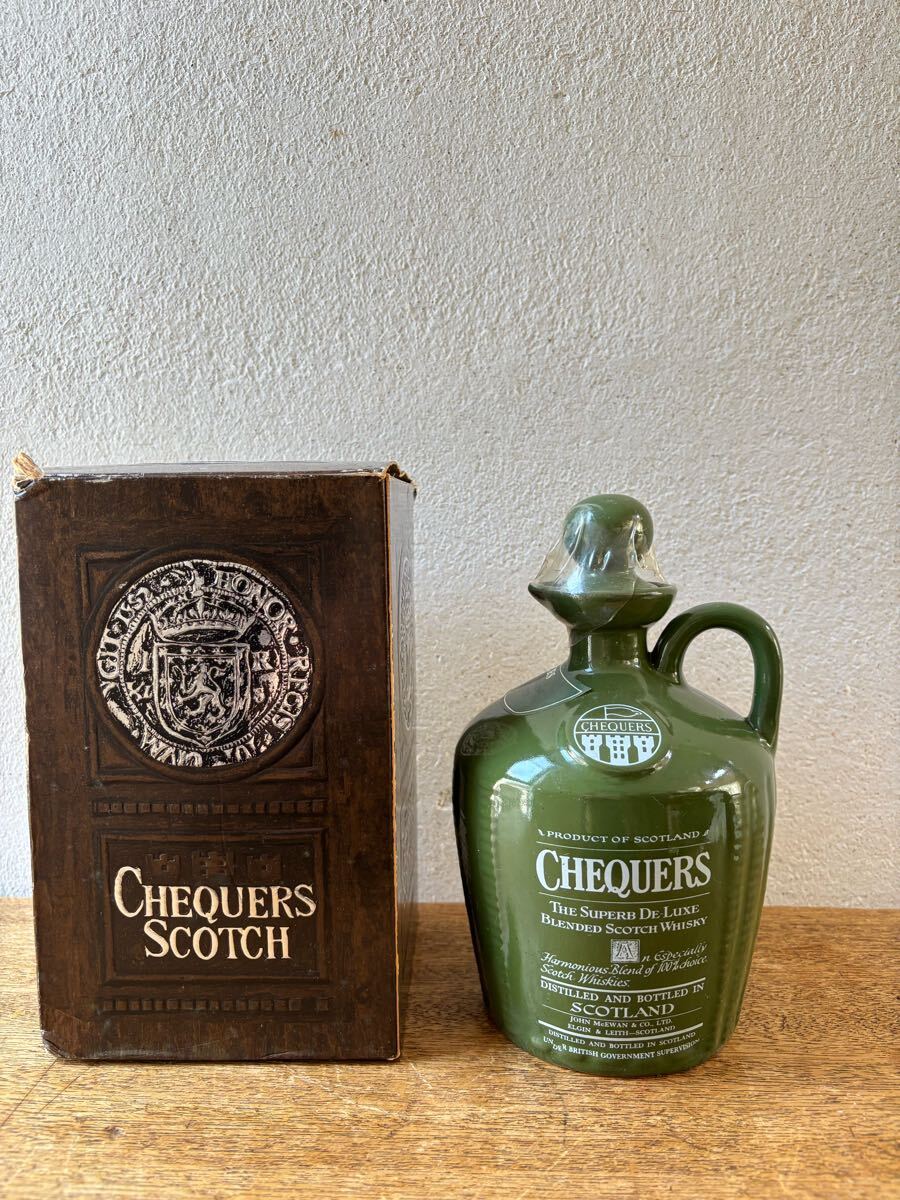 HONOR · REGIS
I R
CHEQUERS
SCOTCH
CHEQUERS
PRODUCT OF SCOTLAND
CHEQUERS
THE SUPERB DE-LUXE
BLENDED SCOTCH WHISKY
An Especially
Harmonious Blend of 100% choice
Scotch Whiskies.
DISTILLED AND BOTTLED IN
SCOTLAND
JOHN McEWAN & CO., LTD.
ELGIN & LEITH—SCOTLAND
DISTILLED AND BOTTLED IN SCOTLAND
UNDER BRITISH GOVERNMENT SUPERVISION